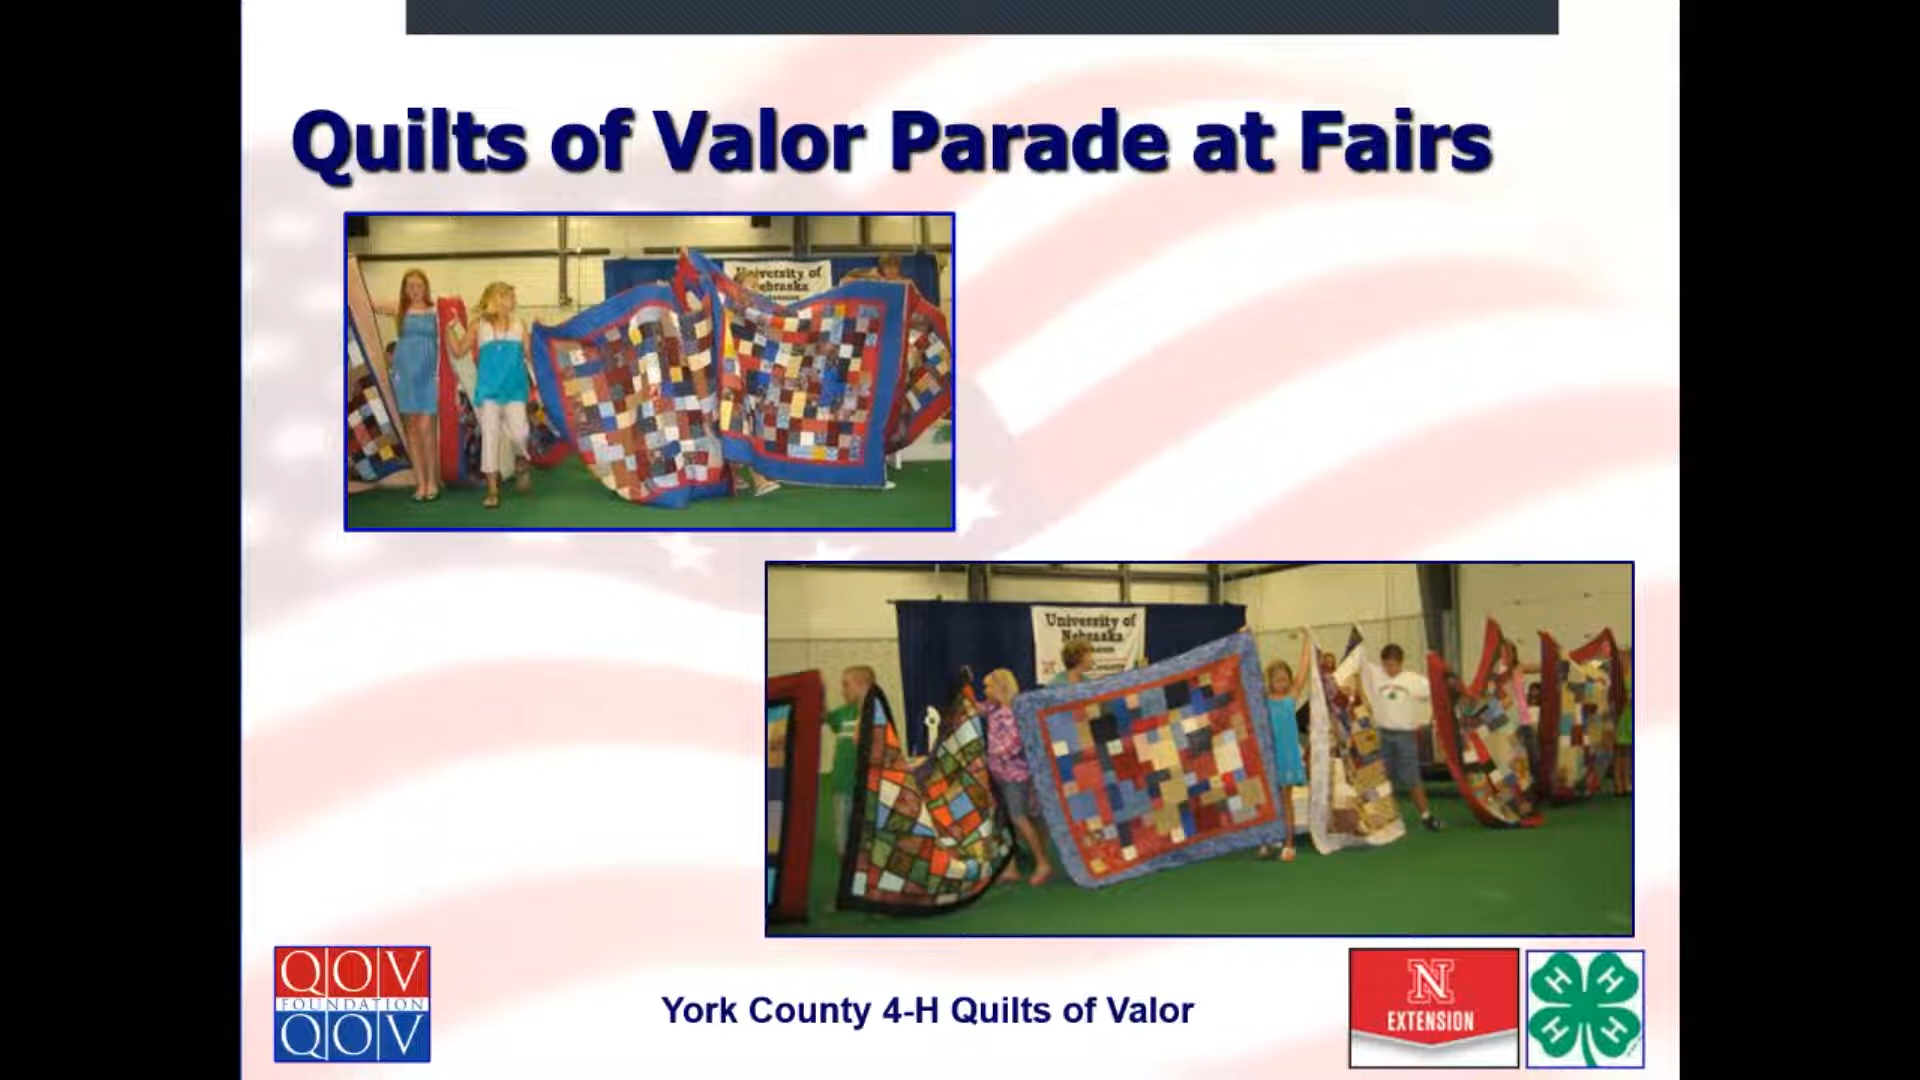 Quilts of Valor Parade at Fairs
University of
Nebraska
University of
Nebraska
County
QOV
FOUNDATION
QOV
York County 4-H Quilts of Valor
N
EXTENSION
H H
H H